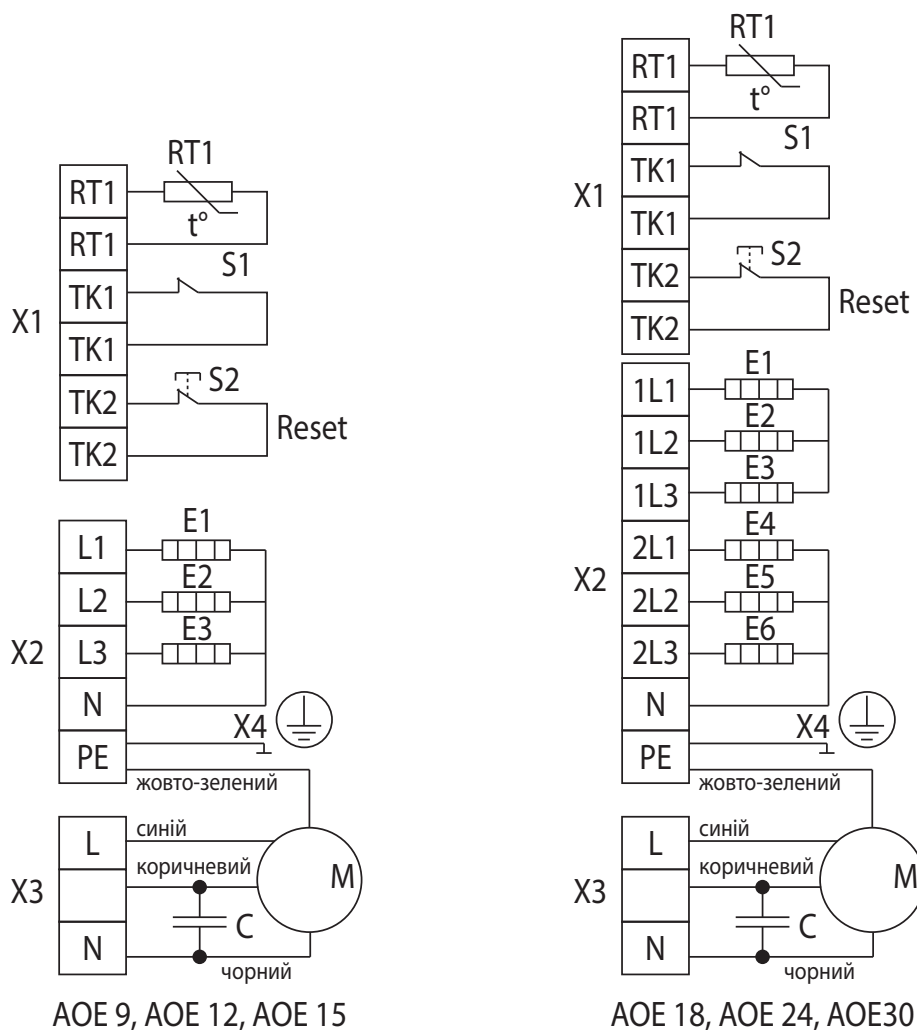 RT1
RT1
t°
RT1
S1
X1
TK1
TK1
S2
TK2
Reset
TK2
E1
L1
E2
L2
E3
X2
L3
N
X4
PE
жовто-зелений
синій
L
коричневий
X3
M
C
N
чорний
AOE 9, AOE 12, AOE 15
RT1
RT1
t°
RT1
S1
TK1
X1
TK1
S2
TK2
Reset
TK2
E1
1L1
E2
1L2
E3
1L3
E4
2L1
X2
E5
2L2
E6
2L3
N
X4
PE
жовто-зелений
синій
L
коричневий
X3
M
C
N
чорний
AOE 18, AOE 24, AOE30